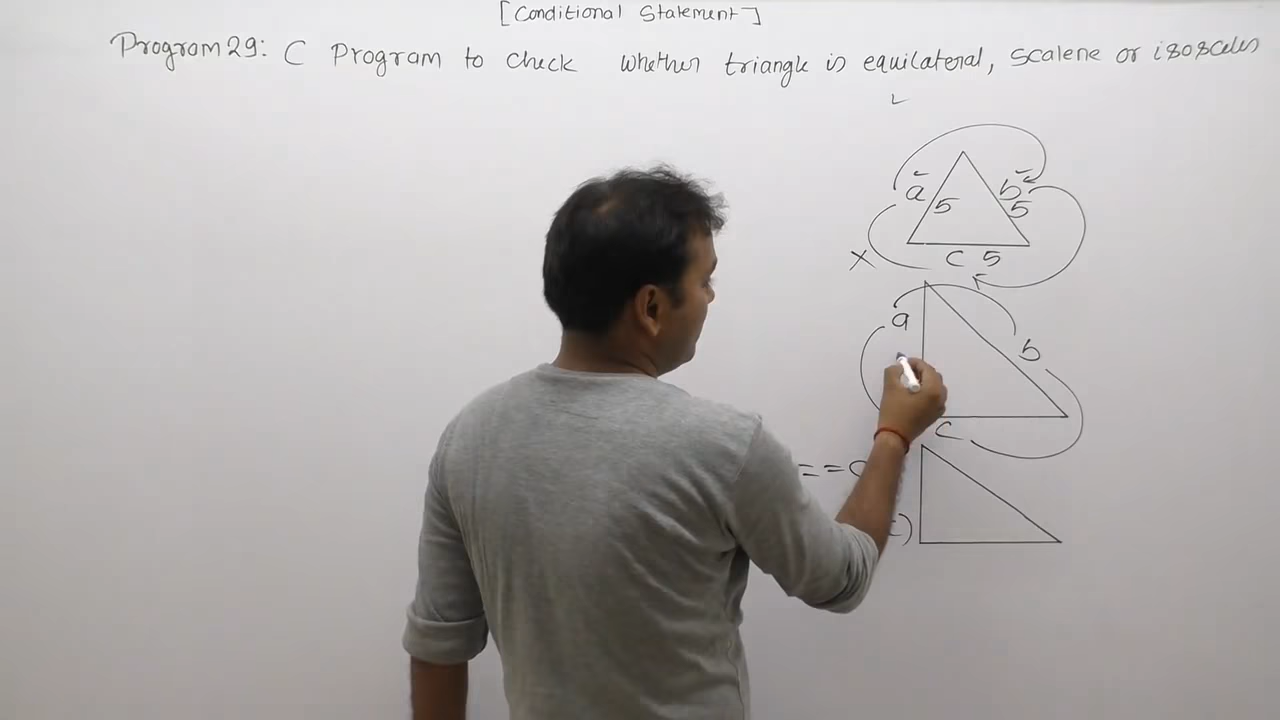 [Conditional Statement]
Program 29: C Program to check whether triangle is equilateral, scalene or isosceles
a b
5 5
c 5
a
b
c
==
)